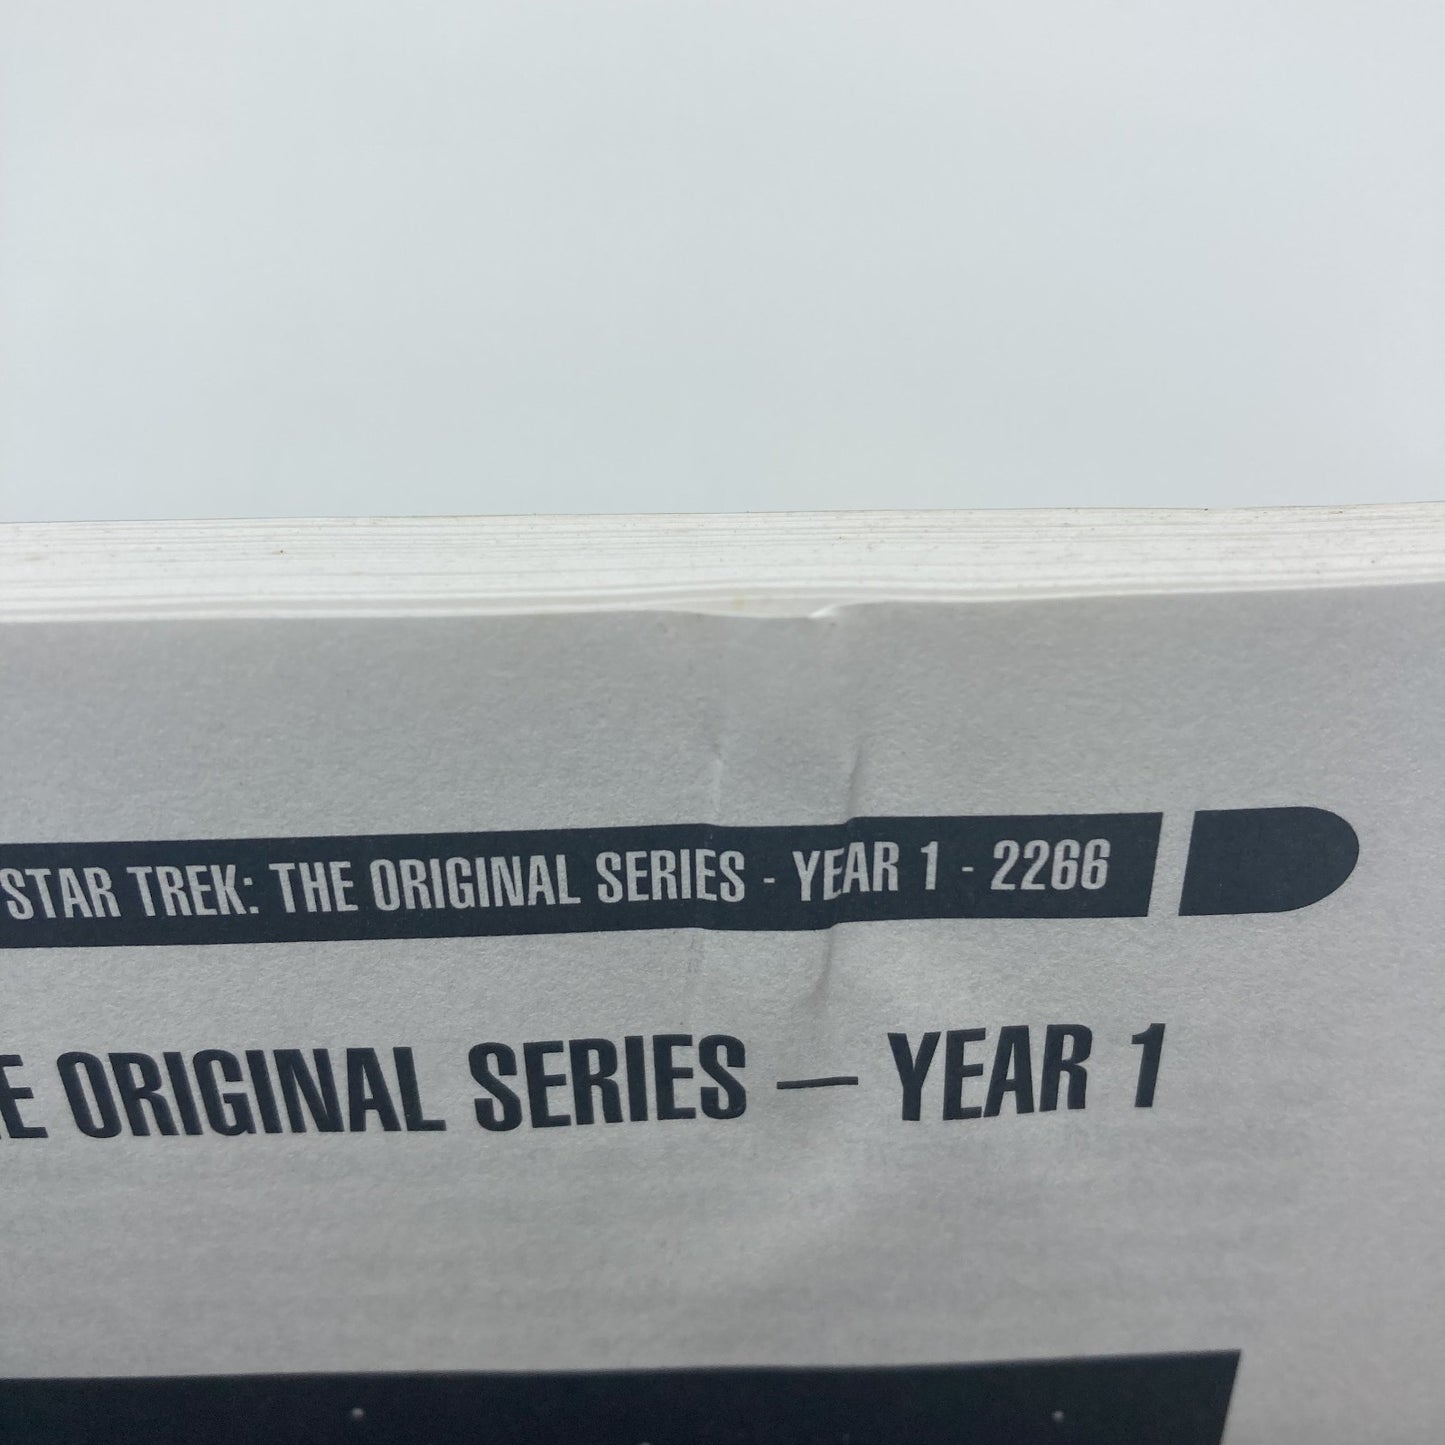 STAR TREK: THE ORIGINAL SERIES - YEAR 1 - 2266
ORIGINAL SERIES — YEAR 1